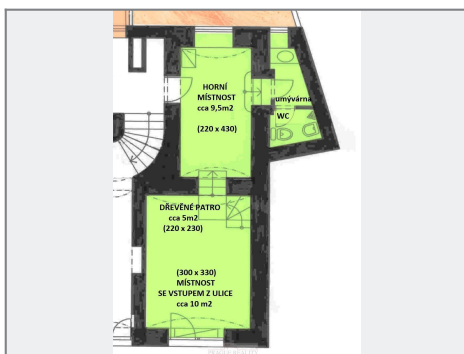 HORNÍ
MÍSTNOST
cca 9,5m2
(220 x 430)
umývárna
WC
DŘEVĚNÉ PATRO
cca 5m2
(220 x 230)
(300 x 330)
MÍSTNOST
SE VSTUPEM Z ULICE
cca 10 m2